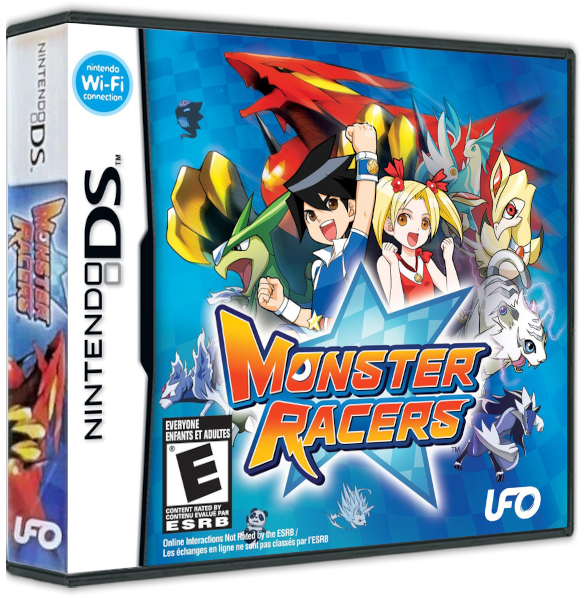 NINTENDO DS.
MONSTER
RACERS
UFO
nintendo
Wi-Fi
connection
NINTENDO DS™
MONSTER
RACERS™
EVERYONE
ENFANTS ET ADULTES
E
®
CONTENT RATED BY
CONTENU ÉVALUÉ PAR
ESRB
Online Interactions Not Rated by the ESRB /
Les échanges en ligne ne sont pas classés par l'ESRB
UFO